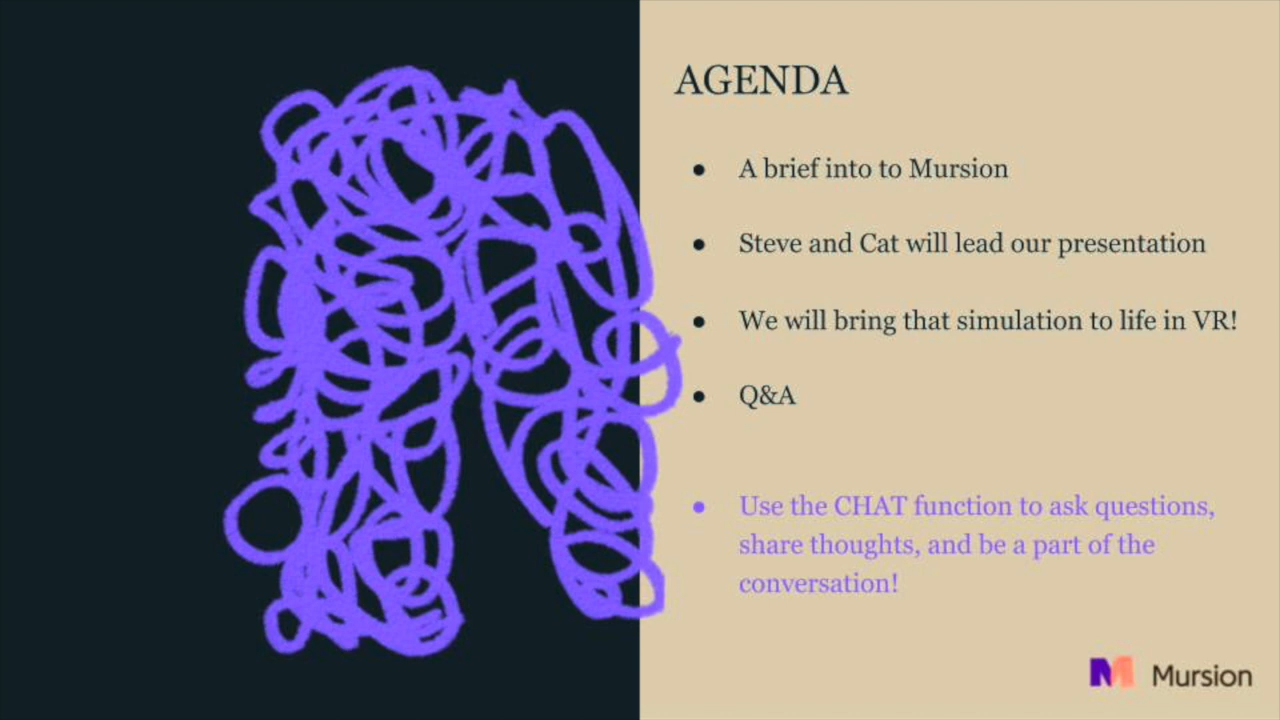 AGENDA
• A brief into to Mursion
• Steve and Cat will lead our presentation
• We will bring that simulation to life in VR!
• Q&A
• Use the CHAT function to ask questions,
share thoughts, and be a part of the
conversation!
Mursion